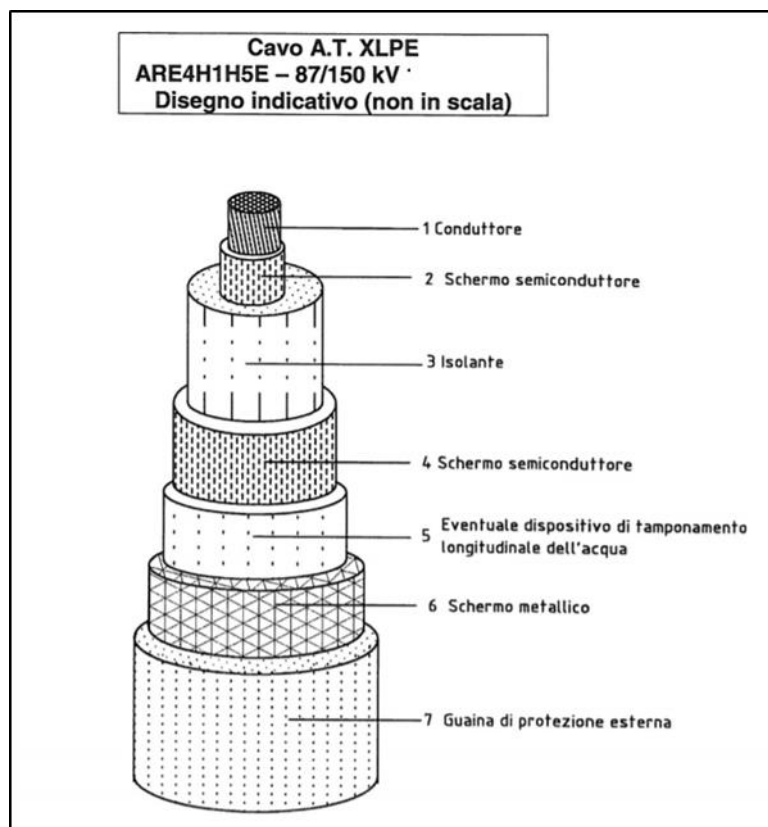 Cavo A.T. XLPE
ARE4H1H5E – 87/150 kV
Disegno indicativo (non in scala)
1 Conduttore
2 Schermo semiconduttore
3 Isolante
4 Schermo semiconduttore
5 Eventuale dispositivo di tamponamento
longitudinale dell'acqua
6 Schermo metallico
7 Guaina di protezione esterna